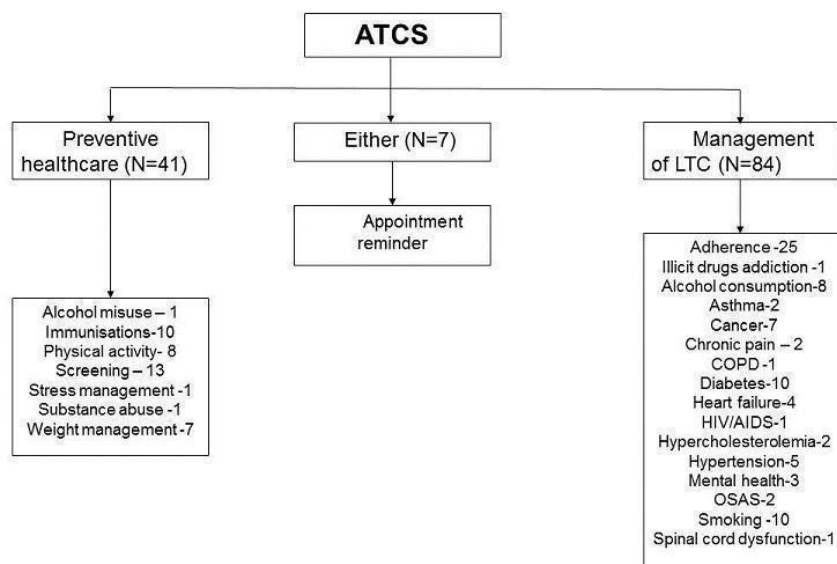 ATCS
Preventive
healthcare (N=41)
Either (N=7)
Management
of LTC (N=84)
Appointment
reminder
Alcohol misuse – 1
Immunisations-10
Physical activity- 8
Screening – 13
Stress management -1
Substance abuse -1
Weight management -7
Adherence -25
Illicit drugs addiction -1
Alcohol consumption-8
Asthma-2
Cancer-7
Chronic pain – 2
COPD -1
Diabetes-10
Heart failure-4
HIV/AIDS-1
Hypercholesterolemia-2
Hypertension-5
Mental health-3
OSAS-2
Smoking -10
Spinal cord dysfunction-1